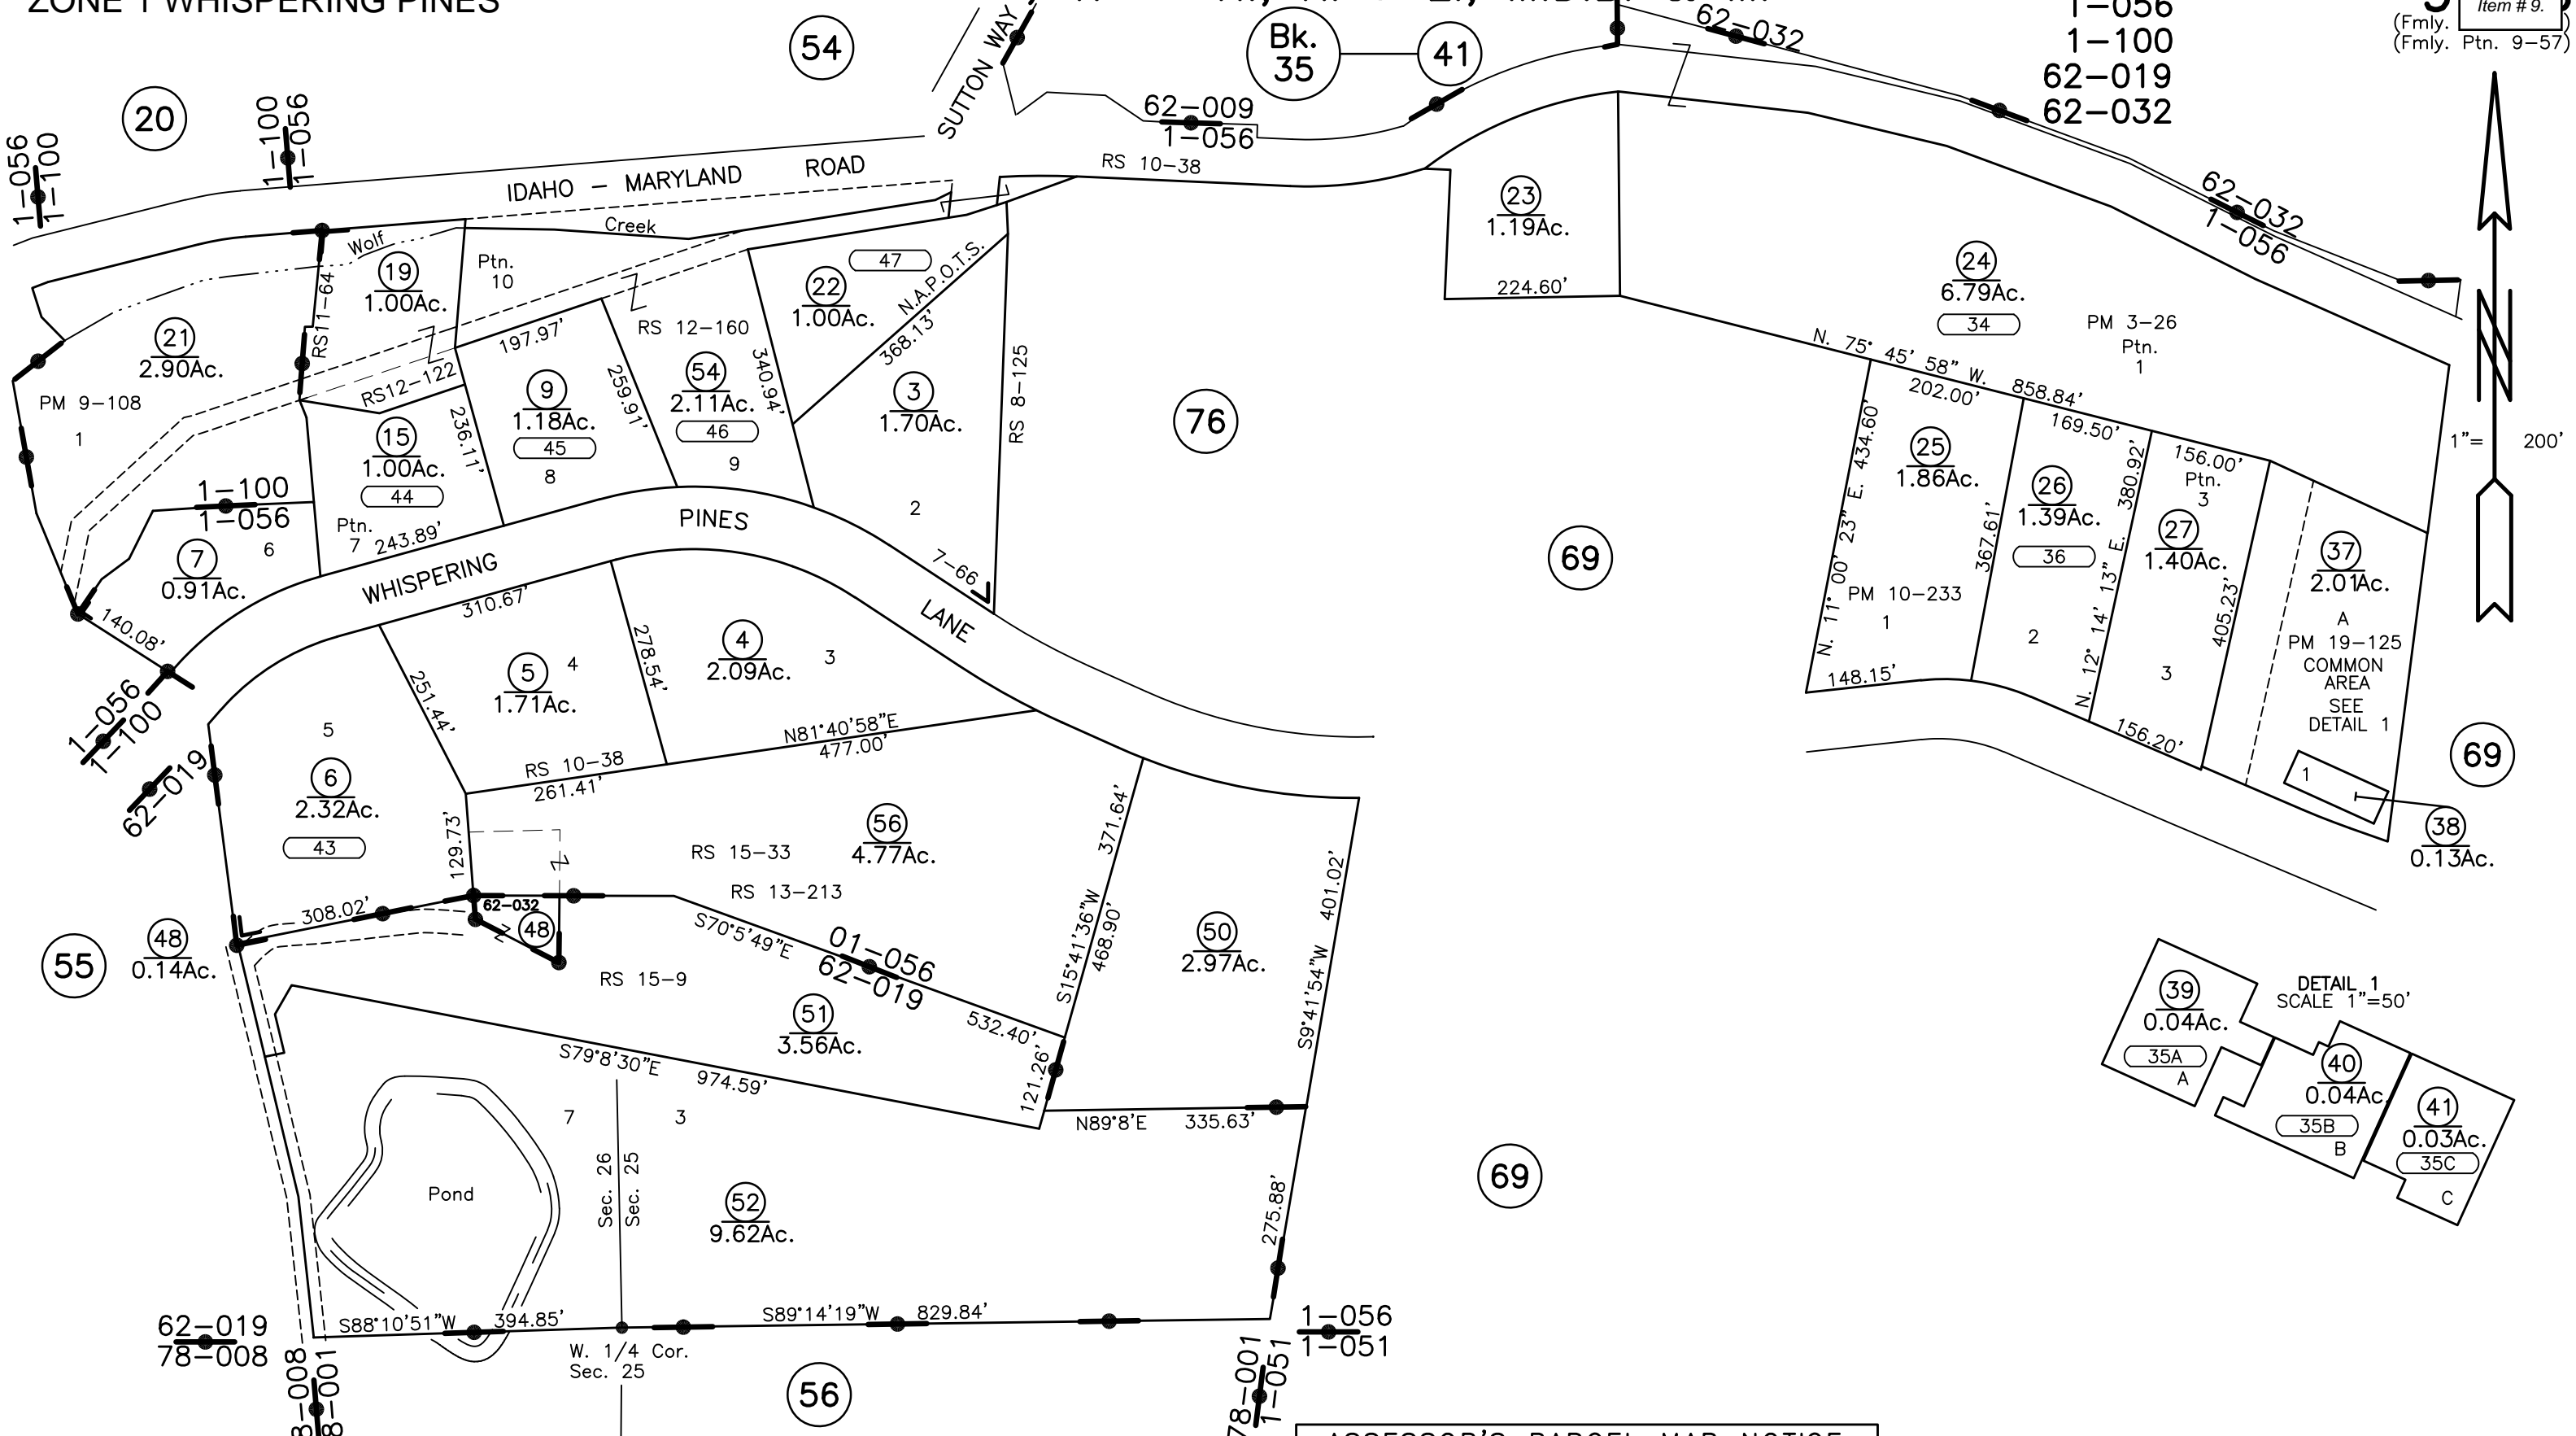 ZONE 1 WHISPERING PINES
Item # 9.
(Fmly.
(Fmly. Ptn. 9-57)
1-056
1-100
62-019
62-032
54
20
Bk.
35
41
SUTTON WAY
62-009
1-056
62-032
62-032
1-056
1-056
1-100
1-100
1-056
IDAHO - MARYLAND ROAD
RS 10-38
Wolf
Creek
RS11-64
19
1.00Ac.
Ptn.
10
47
22
1.00Ac.
N.A.P.O.T.S.
368.13'
23
1.19Ac.
224.60'
24
6.79Ac.
34
PM 3-26
Ptn.
1
21
2.90Ac.
PM 9-108
1
RS12-122
197.97'
RS 12-160
9
1.18Ac.
45
8
259.91'
54
2.11Ac.
46
9
340.94'
3
1.70Ac.
2
RS 8-125
76
15
1.00Ac.
44
236.11'
Ptn.
7
243.89'
1-100
1-056
6
7
0.91Ac.
140.08'
WHISPERING
PINES
LANE
7-66
69
N. 75° 45' 58" W. 858.84'
202.00'
169.50'
156.00'
N. 11° 00' 23" E. 434.60'
25
1.86Ac.
PM 10-233
1
148.15'
367.61'
26
1.39Ac.
36
2
N. 12° 14' 13" E. 380.92'
Ptn.
3
27
1.40Ac.
3
405.23'
156.20'
37
2.01Ac.
A
PM 19-125
COMMON
AREA
SEE
DETAIL 1
1
38
0.13Ac.
69
1"= 200'
310.67'
251.44'
5
1.71Ac.
4
278.54'
4
2.09Ac.
3
1-056
1-100
62-019
5
6
2.32Ac.
43
RS 10-38
261.41'
N81°40'58"E
477.00'
129.73'
56
4.77Ac.
RS 15-33
RS 13-213
371.64'
S15°41'36"W
468.90'
401.02'
S9°41'54"W
50
2.97Ac.
308.02'
62-032
48
55
48
0.14Ac.
RS 15-9
S70°5'49"E
01-056
62-019
532.40'
51
3.56Ac.
121.26'
S79°8'30"E
974.59'
N89°8'E 335.63'
7
3
Sec. 26
Sec. 25
Pond
52
9.62Ac.
275.88'
69
DETAIL 1
SCALE 1"=50'
39
0.04Ac.
35A
A
40
0.04Ac.
35B
B
41
0.03Ac.
35C
C
62-019
78-008
S88°10'51"W 394.85'
S89°14'19"W 829.84'
W. 1/4 Cor.
Sec. 25
1-056
1-051
78-001
1-051
8-008
8-001
56
ASSESSOR'S PARCEL MAP NOTICE